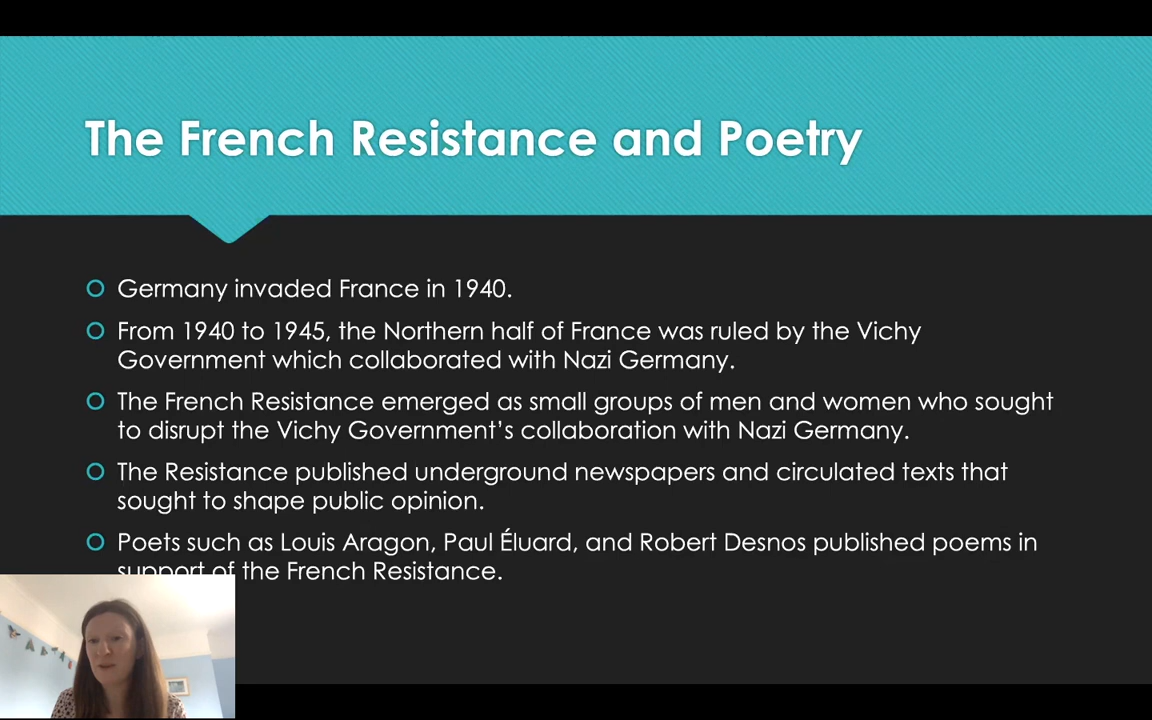 The French Resistance and Poetry
Germany invaded France in 1940.
From 1940 to 1945, the Northern half of France was ruled by the Vichy
Government which collaborated with Nazi Germany.
The French Resistance emerged as small groups of men and women who sought
to disrupt the Vichy Government's collaboration with Nazi Germany.
The Resistance published underground newspapers and circulated texts that
sought to shape public opinion.
Poets such as Louis Aragon, Paul Éluard, and Robert Desnos published poems in
support of the French Resistance.